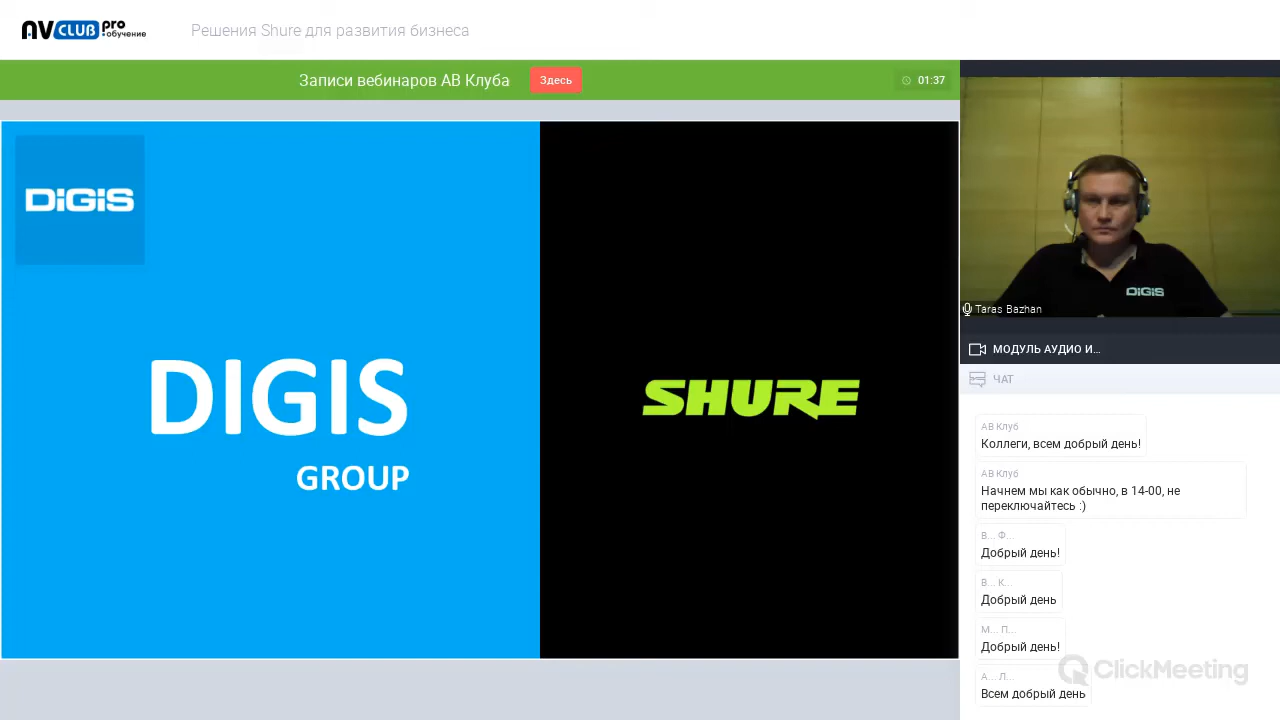 AVCLUB pro
•обучение
Решения Shure для развития бизнеса
Записи вебинаров АВ Клуба
Здесь
01:37
DIGIS
DIGIS
GROUP
SHURE
DIGIS
Taras Bazhan
МОДУЛЬ АУДИО И...
ЧАТ
АВ Клуб
Коллеги, всем добрый день!
АВ Клуб
Начнем мы как обычно, в 14-00, не
переключайтесь :)
В... Ф...
Добрый день!
В... К...
Добрый день
М... П...
Добрый день!
А... Л...
Всем добрый день
ClickMeeting